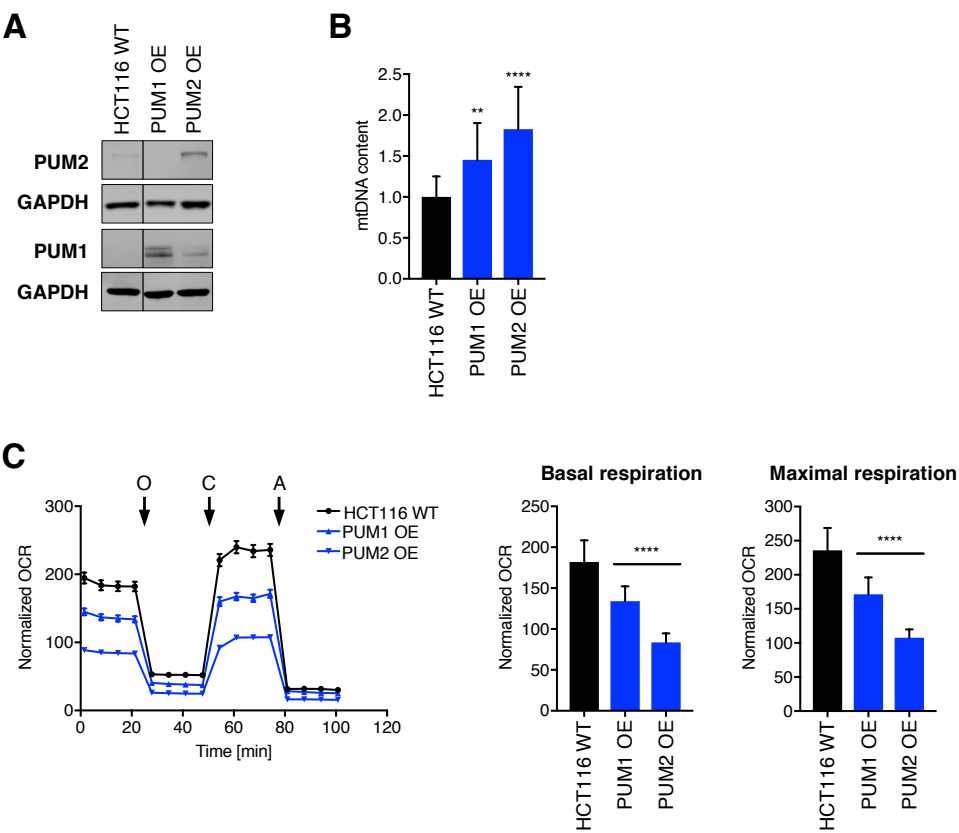 A
HCT116 WT
PUM1 OE
PUM2 OE
PUM2
GAPDH
PUM1
GAPDH
B
mtDNA content
2.5
2.0
1.5
1.0
0.5
0.0
**
****
HCT116 WT
PUM1 OE
PUM2 OE
C
O C A
Normalized OCR
300
200
100
0
0 20 40 60 80 100 120
Time [min]
HCT116 WT
PUM1 OE
PUM2 OE
Basal respiration
Normalized OCR
250
200
150
100
50
0
****
HCT116 WT
PUM1 OE
PUM2 OE
Maximal respiration
Normalized OCR
300
250
200
150
100
50
0
****
HCT116 WT
PUM1 OE
PUM2 OE